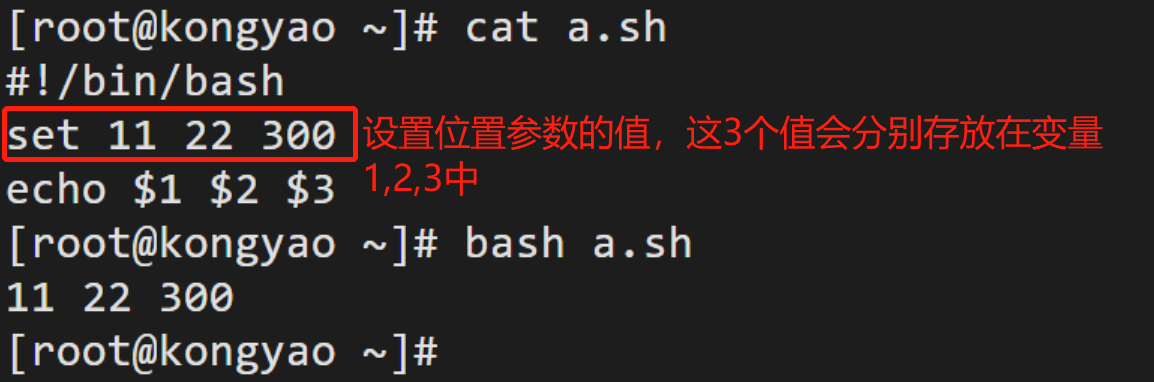 [root@kongyao ~]# cat a.sh
#!/bin/bash
set 11 22 300 设置位置参数的值，这3个值会分别存放在变量
1,2,3中
echo $1 $2 $3
[root@kongyao ~]# bash a.sh
11 22 300
[root@kongyao ~]#